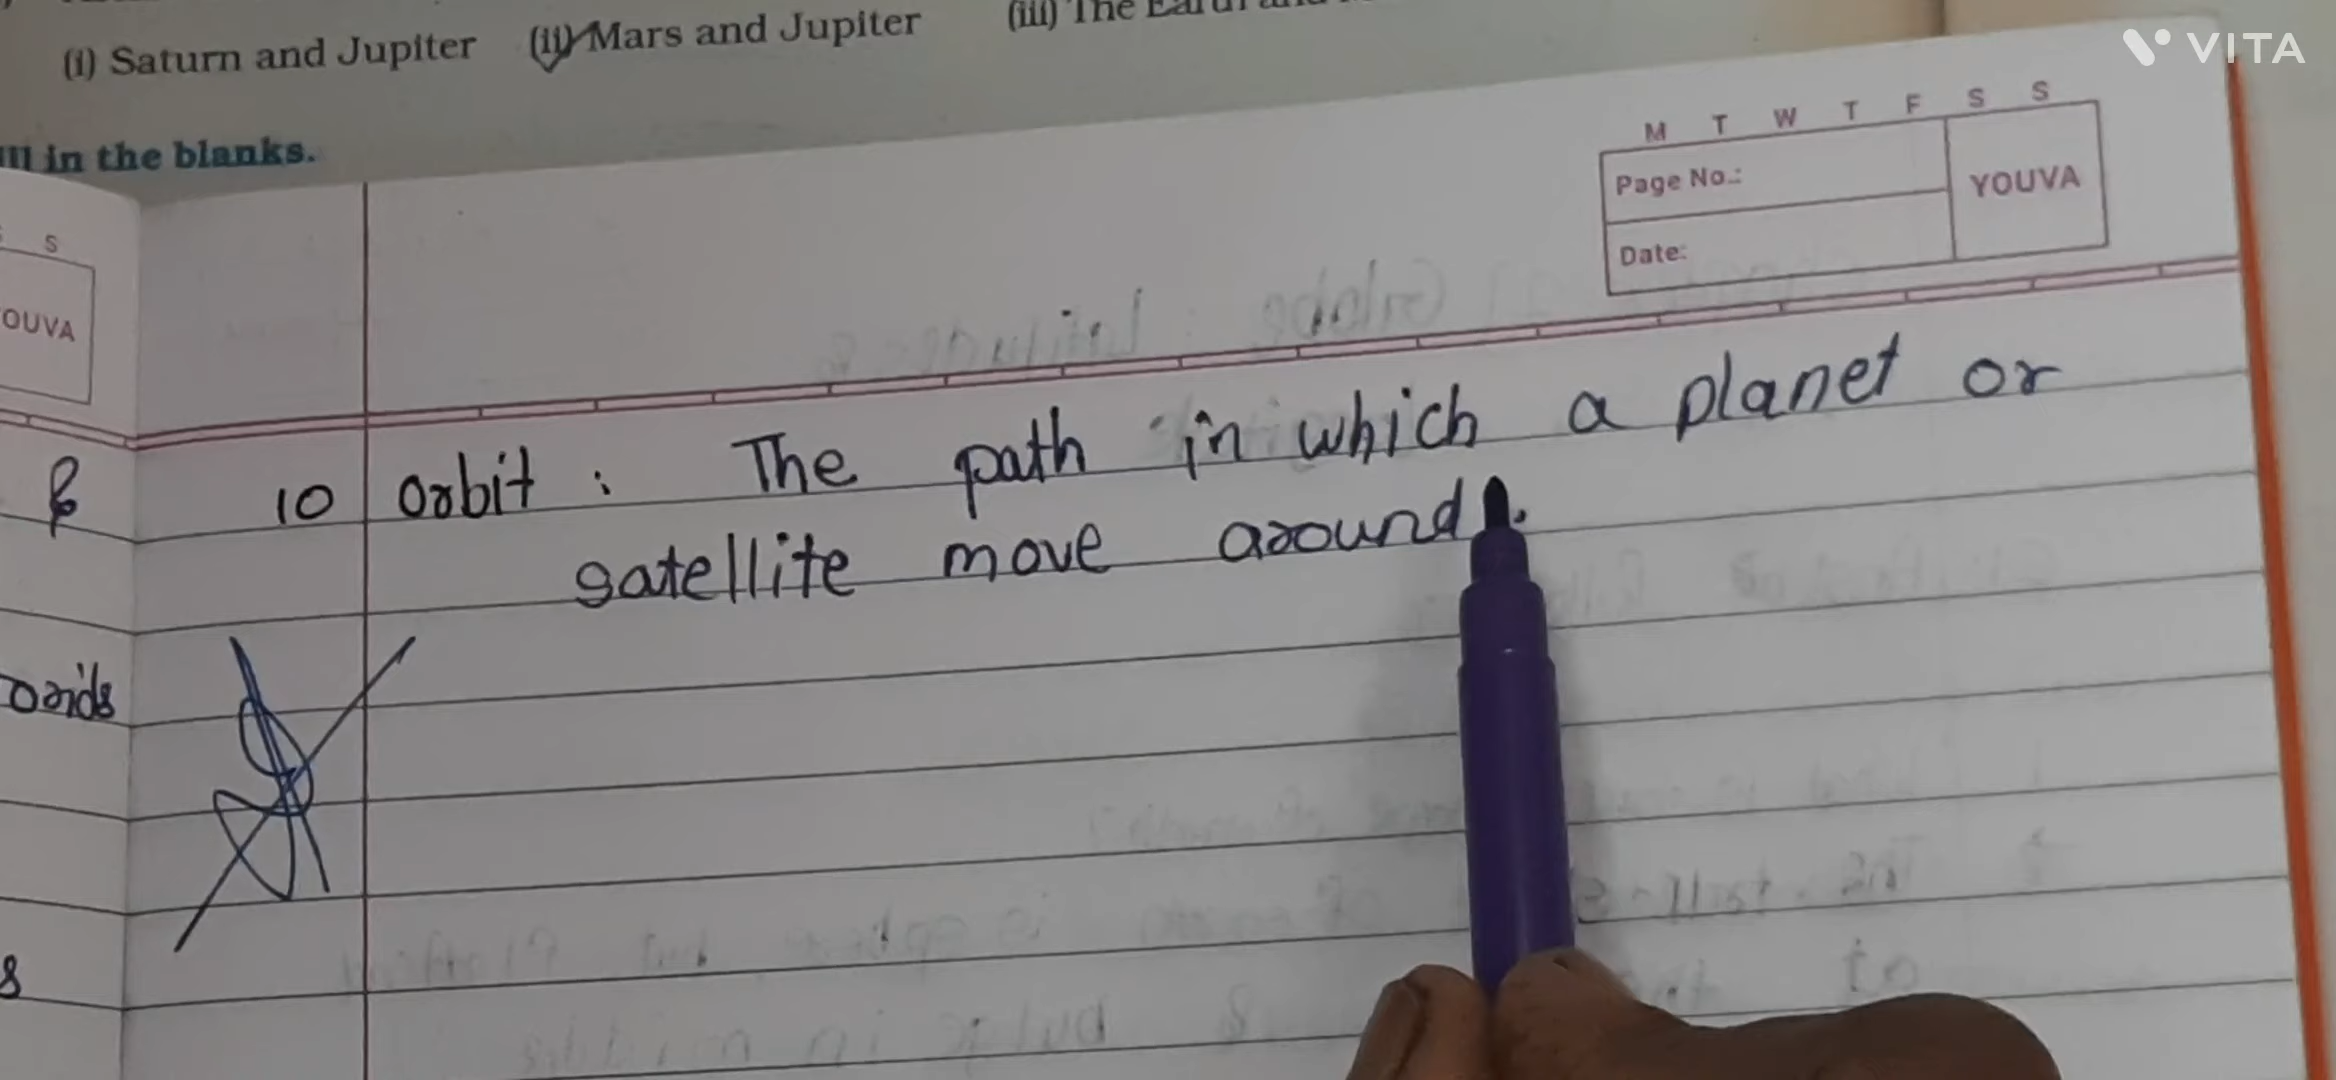 (i) Saturn and Jupiter (ii) Mars and Jupiter (iii) The
VITA
in the blanks.
M T W T F S S
Page No.:
YOUVA
Date:
S
OUVA
10 orbit : The path in which a planet or
satellite move around.